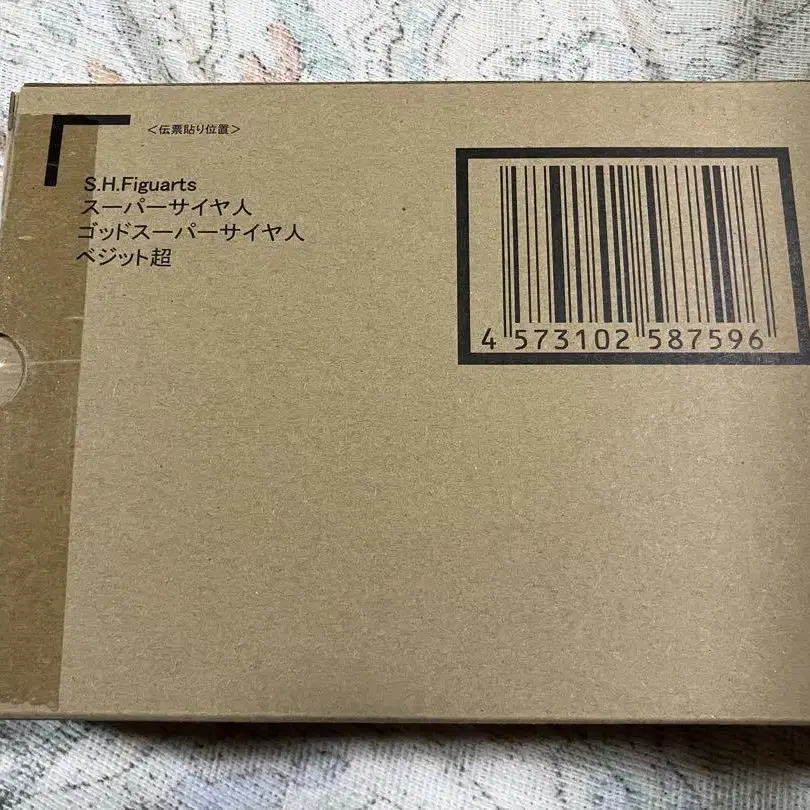 ＜伝票貼り位置＞
S.H.Figuarts
スーパーサイヤ人
ゴッドスーパーサイヤ人
ベジット超
4 573102 587596